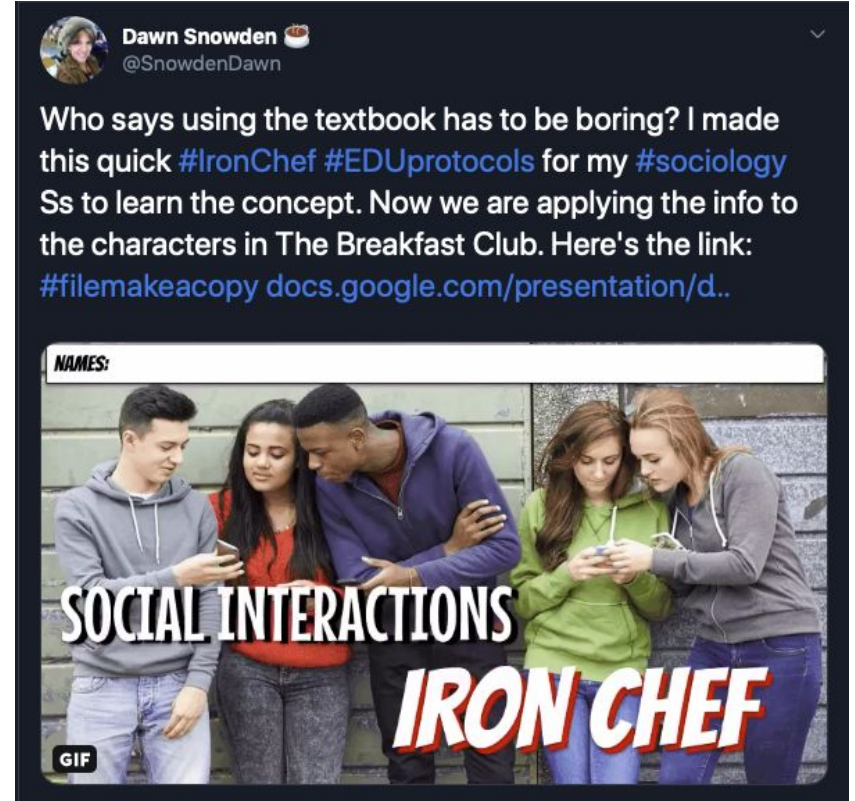 Dawn Snowden ☕
@SnowdenDawn
Who says using the textbook has to be boring? I made
this quick #IronChef #EDUprotocols for my #sociology
Ss to learn the concept. Now we are applying the info to
the characters in The Breakfast Club. Here's the link:
#filemakeacopy docs.google.com/presentation/d..
NAMES:
SOCIAL INTERACTIONS
IRON CHEF
GIF